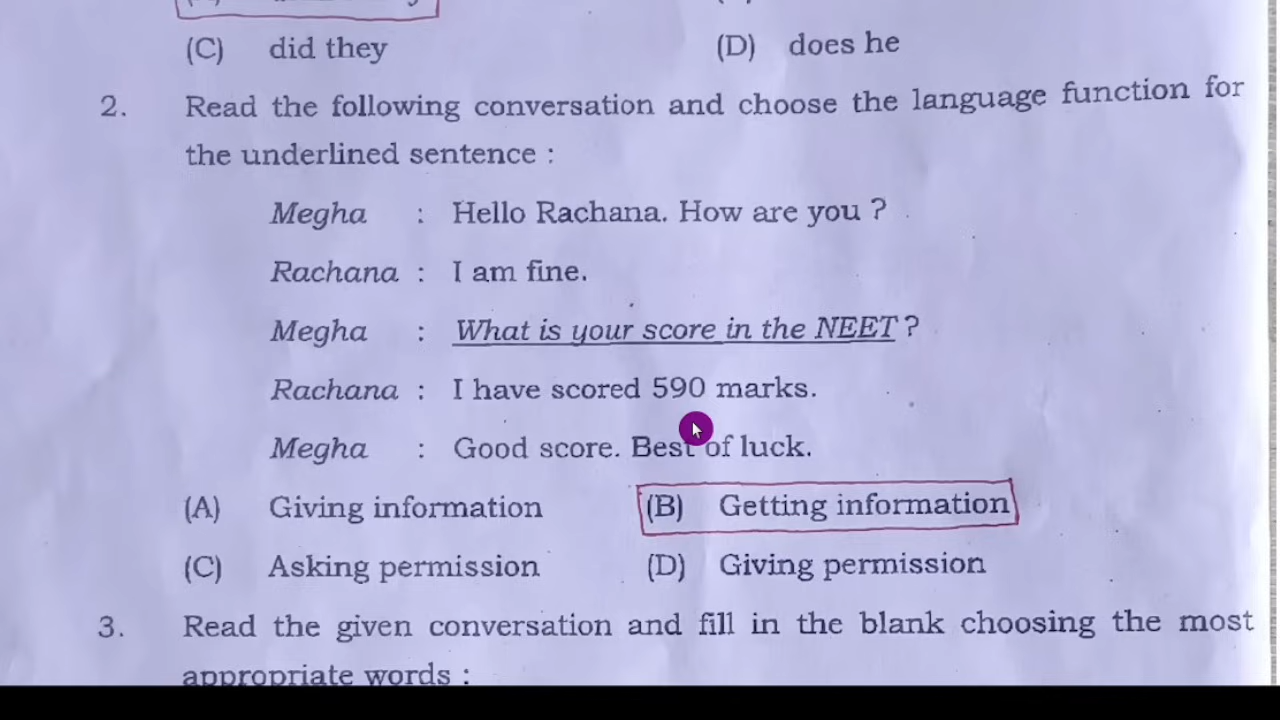 (C) did they (D) does he
2. Read the following conversation and choose the language function for
the underlined sentence :
Megha : Hello Rachana. How are you ?
Rachana : I am fine.
Megha : What is your score in the NEET ?
Rachana : I have scored 590 marks.
Megha : Good score. Best of luck.
(A) Giving information (B) Getting information
(C) Asking permission (D) Giving permission
3. Read the given conversation and fill in the blank choosing the most
appropriate words :